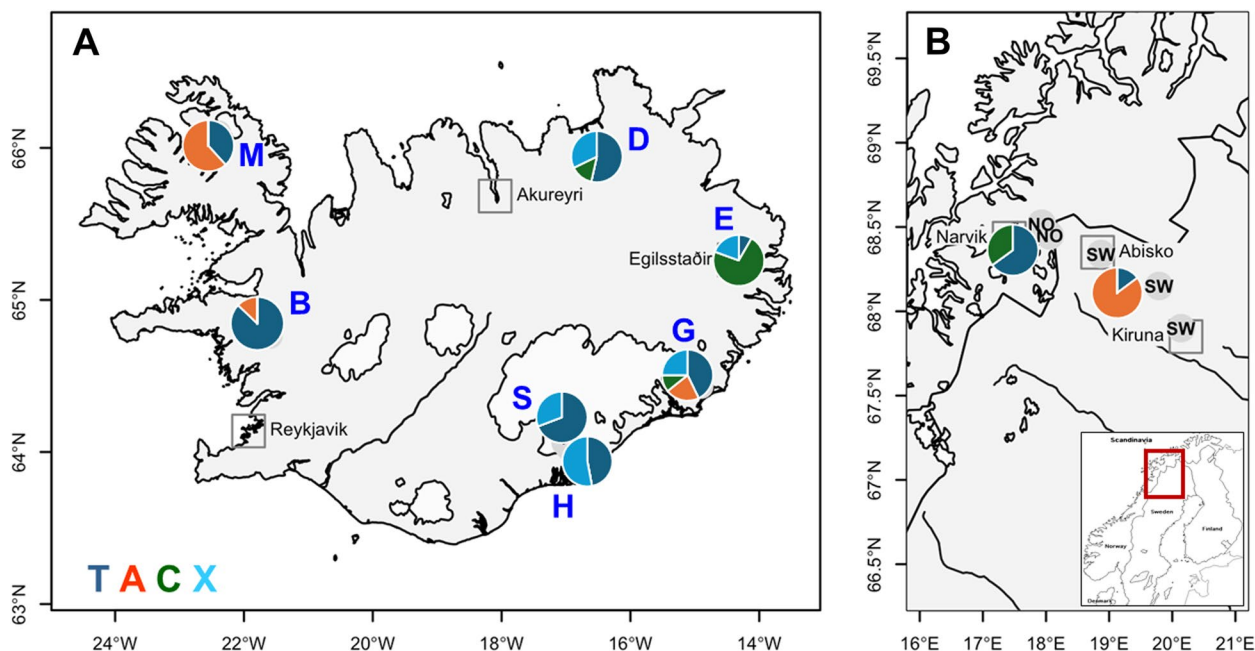 A
M
D
Akureyri
E
Egilsstaðir
B
G
S
Reykjavik
H
T A C X
66°N
65°N
64°N
63°N
24°W 22°W 20°W 18°W 16°W 14°W
B
69.5°N
69°N
68.5°N
68°N
67.5°N
67°N
66.5°N
NO
NO
Narvik
SW
Abisko
SW
Kiruna
SW
Scandinavia
Sweden
Finland
Norway
Denmark
16°E 17°E 18°E 19°E 20°E 21°E